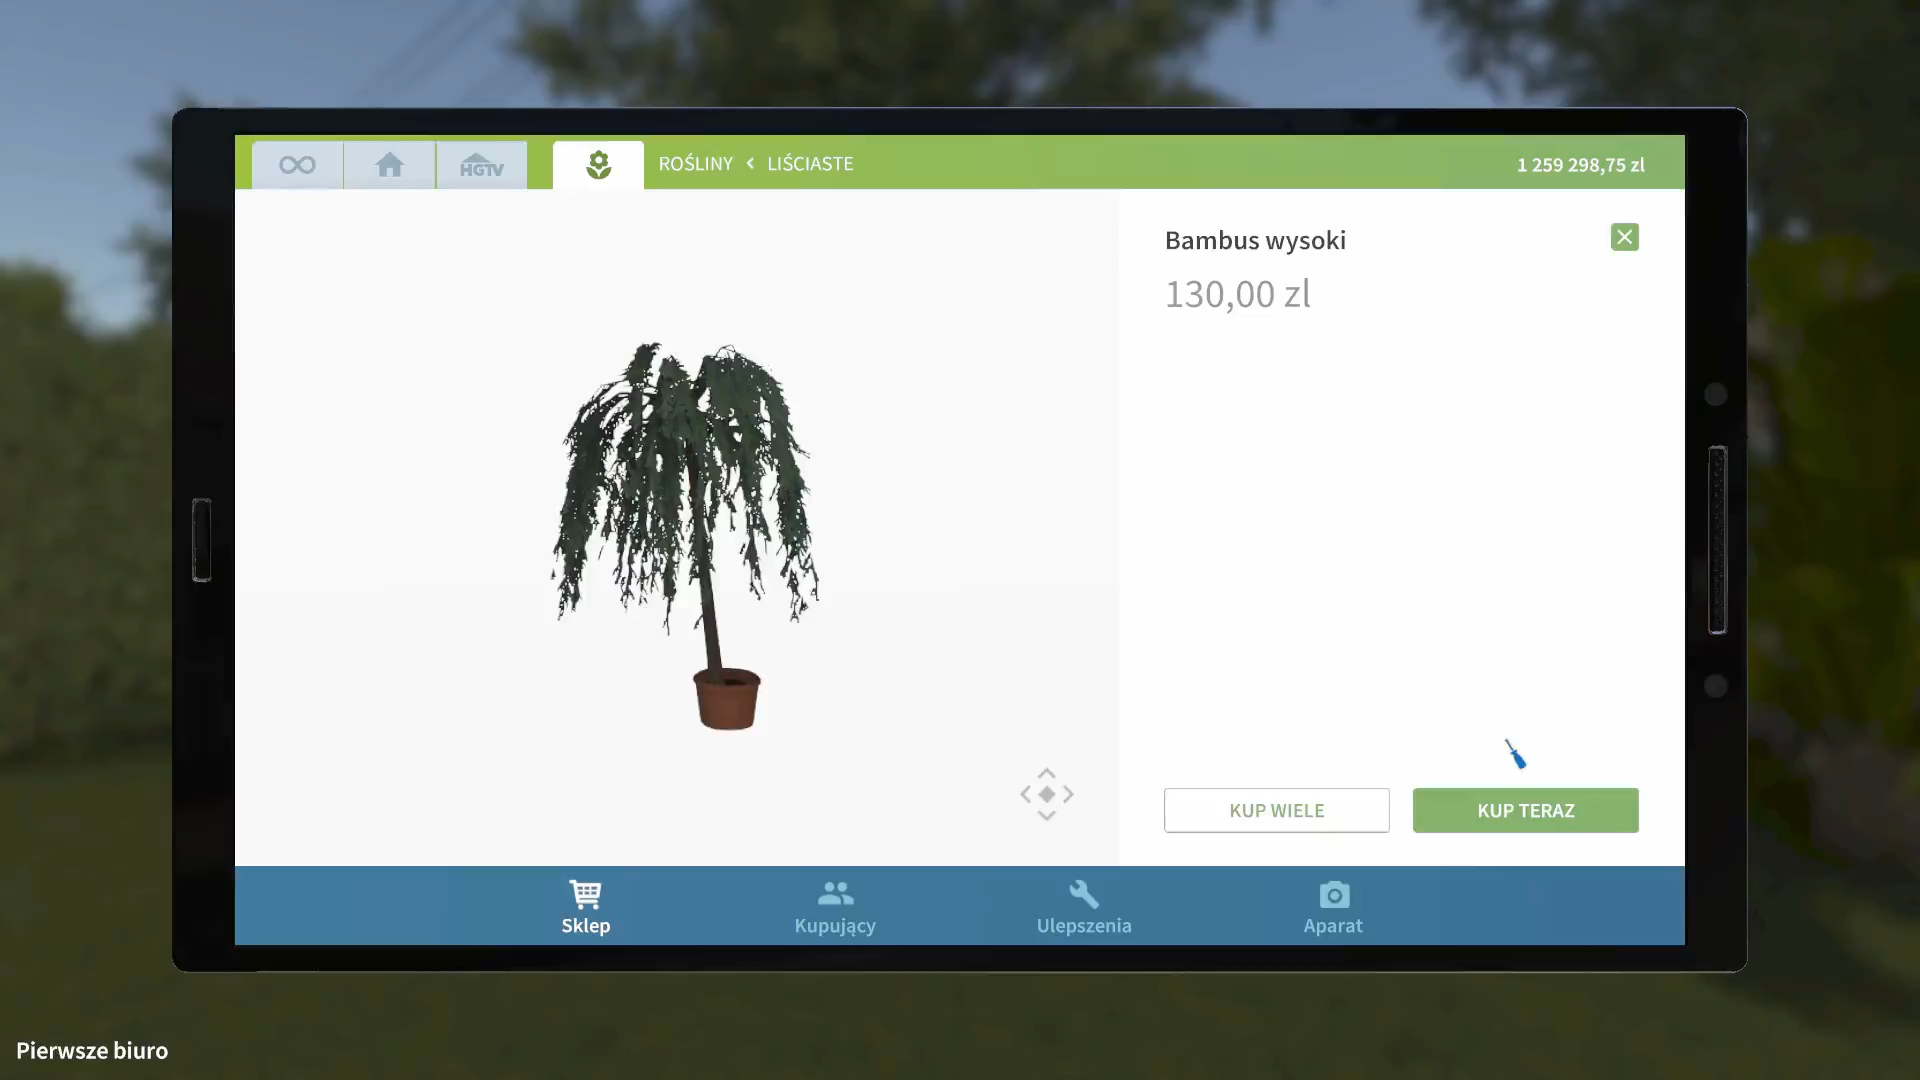 HGTV
ROŚLINY < LIŚCIASTE
1 259 298,75 zl
Bambus wysoki
130,00 zl
KUP WIELE
KUP TERAZ
Sklep
Kupujący
Ulepszenia
Aparat
Pierwsze biuro